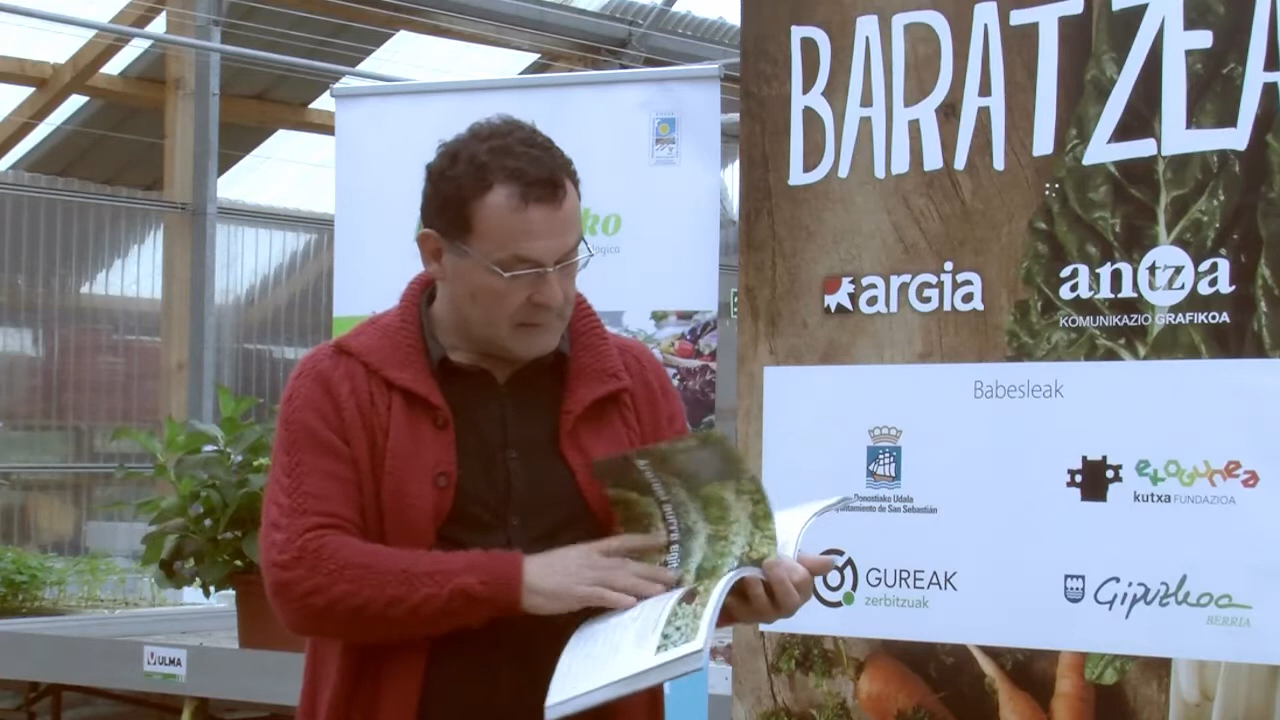 BARATZEA
ko
argia
antza
KOMUNIKAZIO GRAFIKOA
Babesleak
Donostiako Udala
Ayuntamiento de San Sebastián
ekogunea
kutxa FUNDAZIOA
GUREAK
zerbitzuak
Gipuzkoa
BERRIA
ULMA